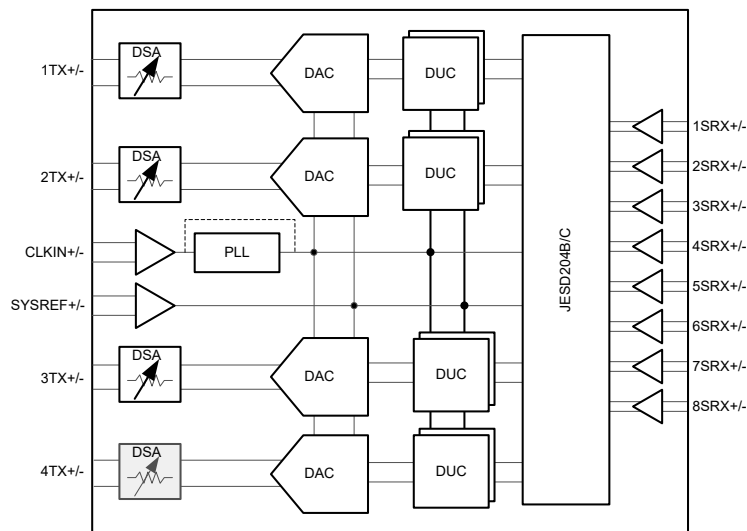 DSA
1TX+/-
DAC
DUC
DSA
2TX+/-
DAC
DUC
CLKIN+/-
PLL
SYSREF+/-
DSA
3TX+/-
DAC
DUC
DSA
4TX+/-
DAC
DUC
JESD204B/C
1SRX+/-
2SRX+/-
3SRX+/-
4SRX+/-
5SRX+/-
6SRX+/-
7SRX+/-
8SRX+/-